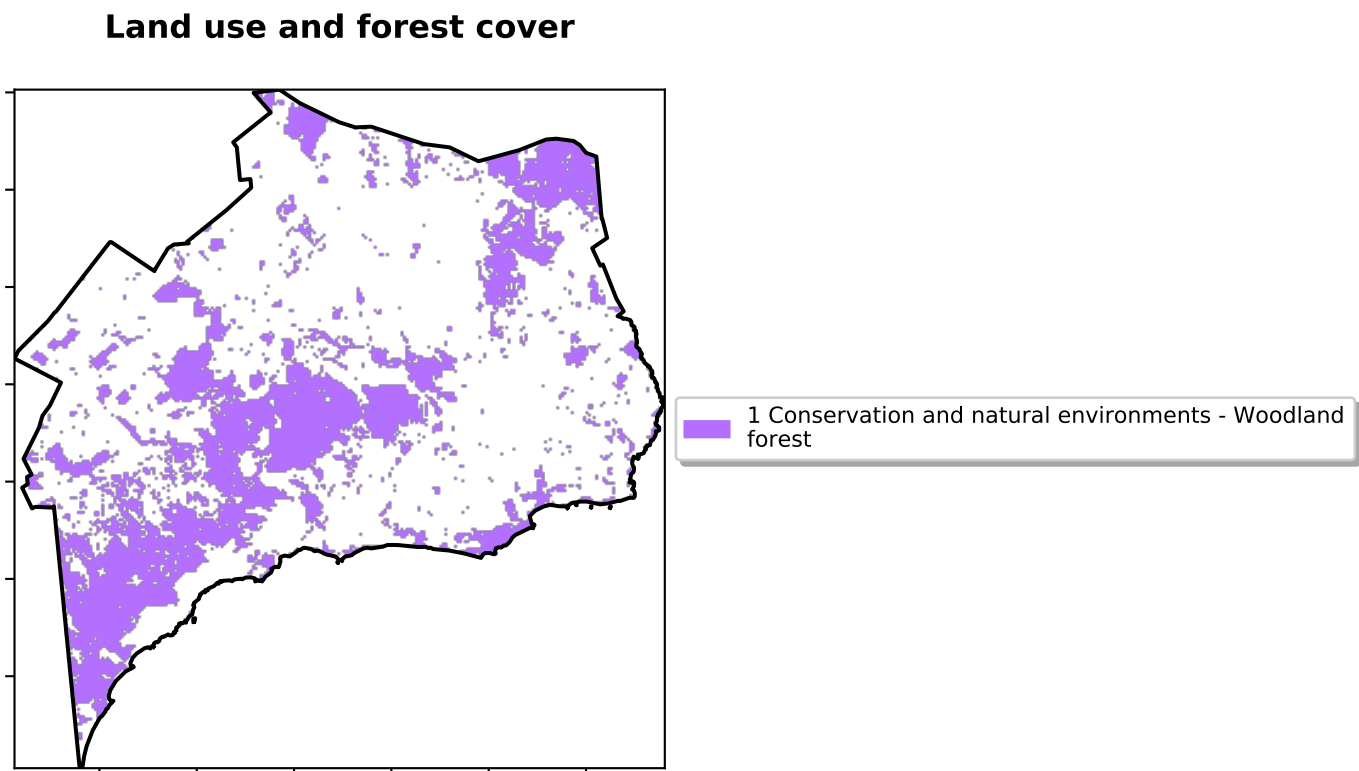 Land use and forest cover
1 Conservation and natural environments - Woodland
forest